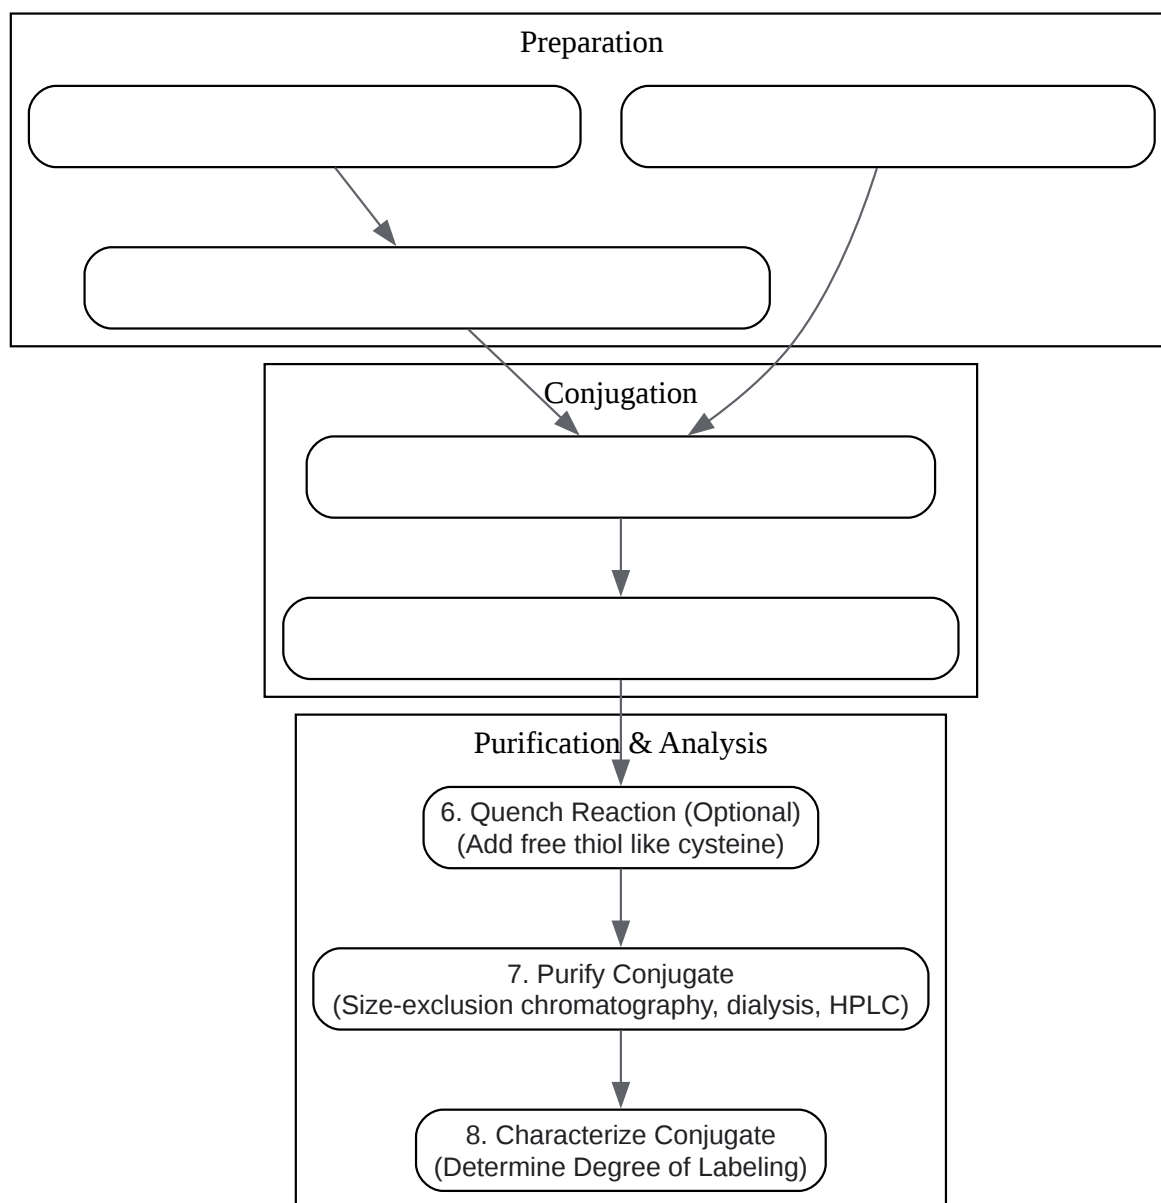 Preparation
Conjugation
Purification & Analysis
6. Quench Reaction (Optional)
(Add free thiol like cysteine)
7. Purify Conjugate
(Size-exclusion chromatography, dialysis, HPLC)
8. Characterize Conjugate
(Determine Degree of Labeling)